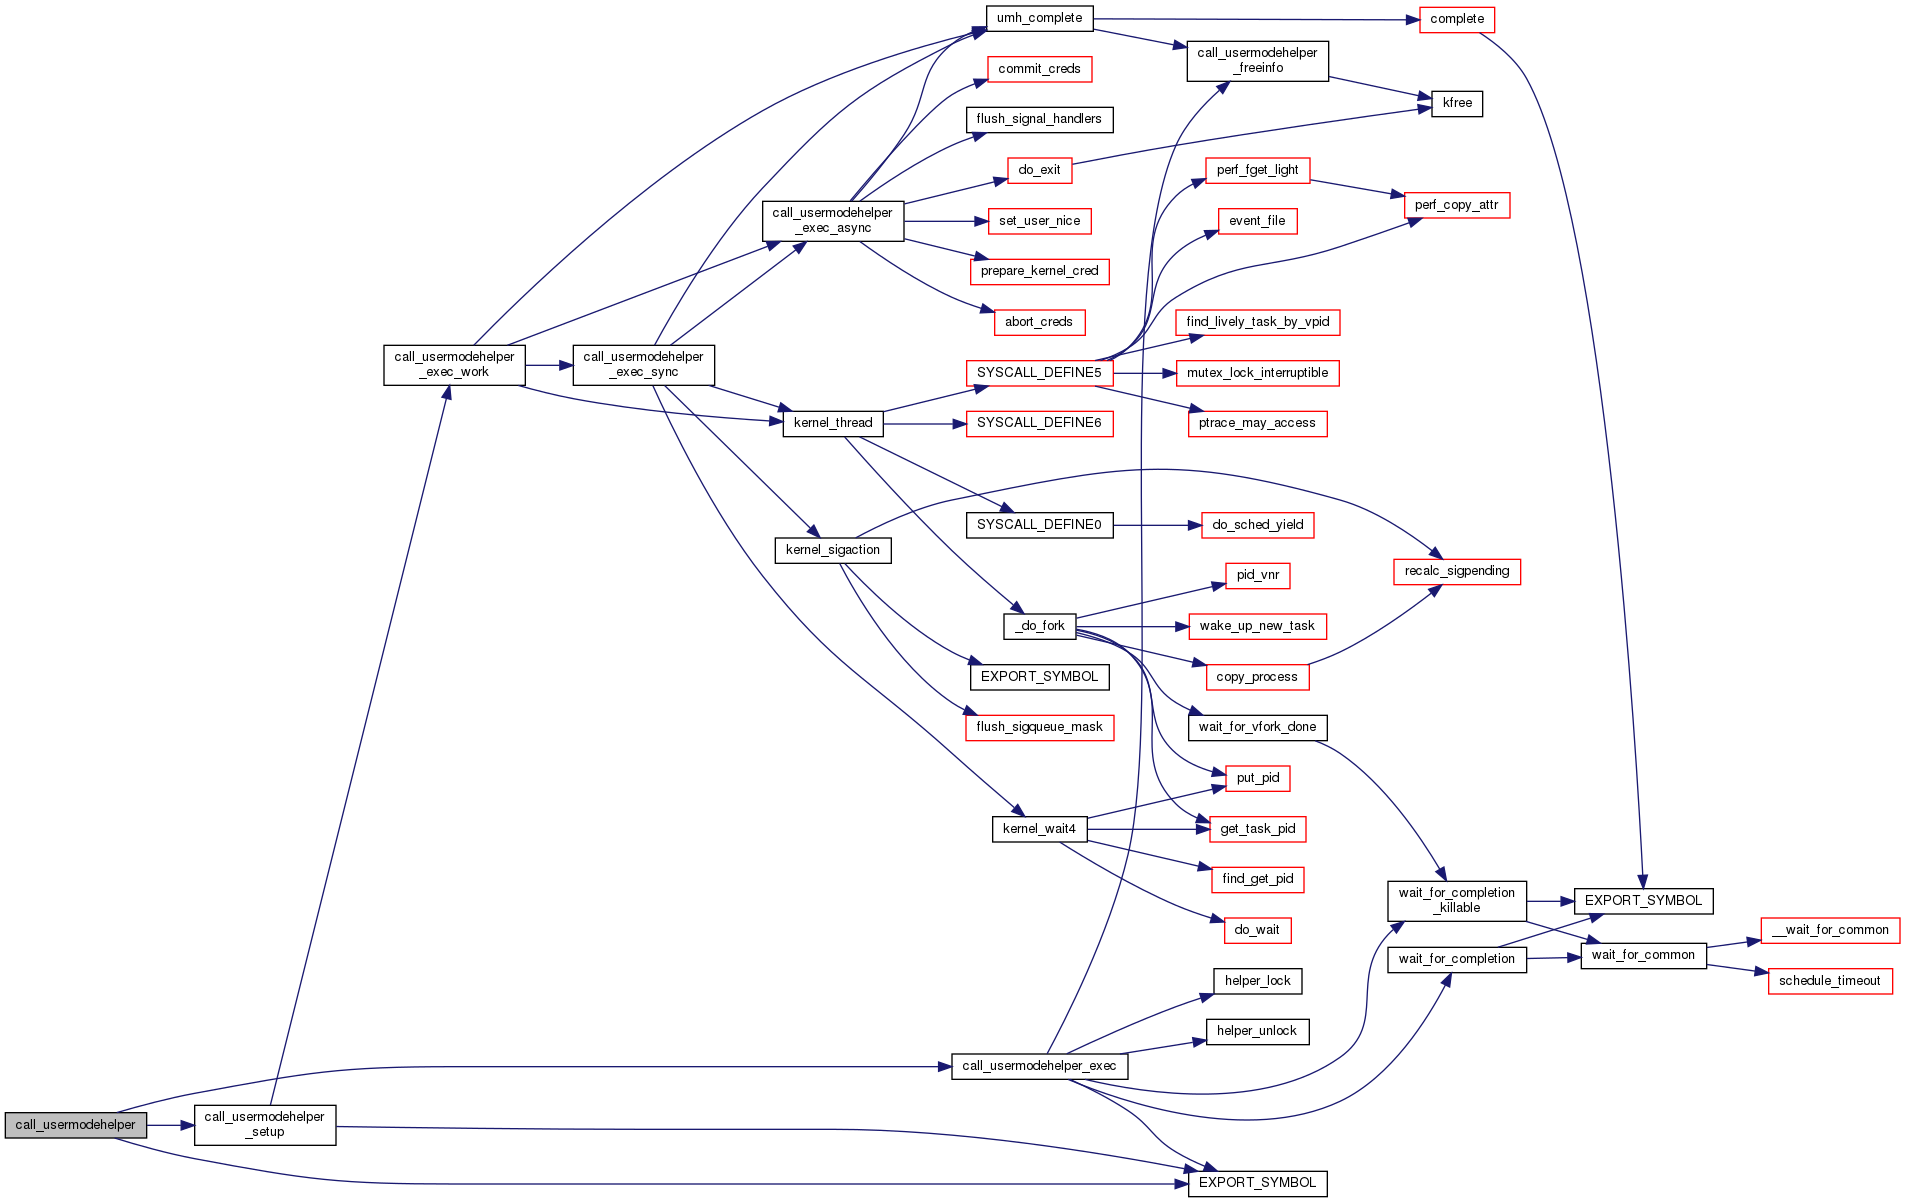 umh_complete
complete
call_usermodehelper
_freeinfo
commit_creds
kfree
flush_signal_handlers
do_exit
perf_fget_light
perf_copy_attr
call_usermodehelper
_exec_async
set_user_nice
event_file
prepare_kernel_cred
abort_creds
find_lively_task_by_vpid
call_usermodehelper
_exec_work
call_usermodehelper
_exec_sync
SYSCALL_DEFINE5
mutex_lock_interruptible
kernel_thread
SYSCALL_DEFINE6
ptrace_may_access
SYSCALL_DEFINE0
do_sched_yield
kernel_sigaction
recalc_sigpending
pid_vnr
_do_fork
wake_up_new_task
EXPORT_SYMBOL
copy_process
flush_sigqueue_mask
wait_for_vfork_done
put_pid
kernel_wait4
get_task_pid
find_get_pid
wait_for_completion
_killable
EXPORT_SYMBOL
do_wait
__wait_for_common
wait_for_completion
wait_for_common
helper_lock
schedule_timeout
helper_unlock
call_usermodehelper_exec
call_usermodehelper
call_usermodehelper
_setup
EXPORT_SYMBOL